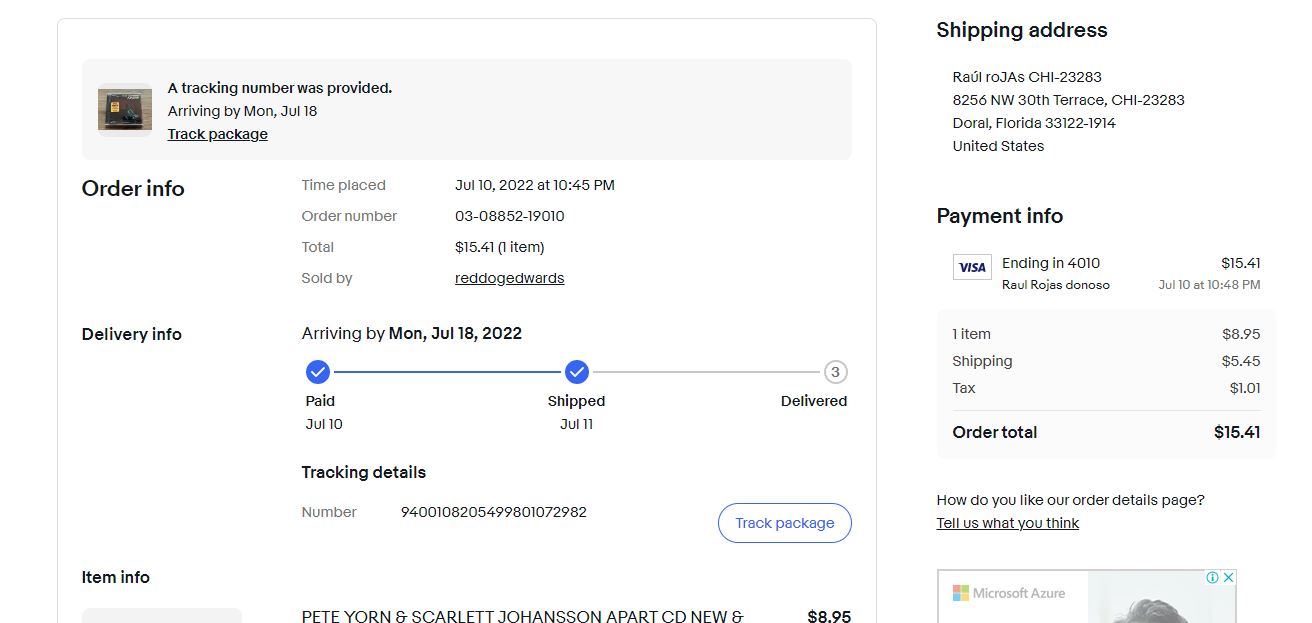 A tracking number was provided.
Arriving by Mon, Jul 18
Track package
Order info
Time placed Jul 10, 2022 at 10:45 PM
Order number 03-08852-19010
Total $15.41 (1 item)
Sold by reddogedwards
Delivery info
Arriving by Mon, Jul 18, 2022
3
Paid Shipped Delivered
Jul 10 Jul 11
Tracking details
Number 9400108205499801072982
Track package
Item info
PETE YORN & SCARLETT JOHANSSON APART CD NEW & $8.95
Shipping address
Raúl roJAs CHI-23283
8256 NW 30th Terrace, CHI-23283
Doral, Florida 33122-1914
United States
Payment info
VISA Ending in 4010 $15.41
Raul Rojas donoso Jul 10 at 10:48 PM
1 item $8.95
Shipping $5.45
Tax $1.01
Order total $15.41
How do you like our order details page?
Tell us what you think
Microsoft Azure